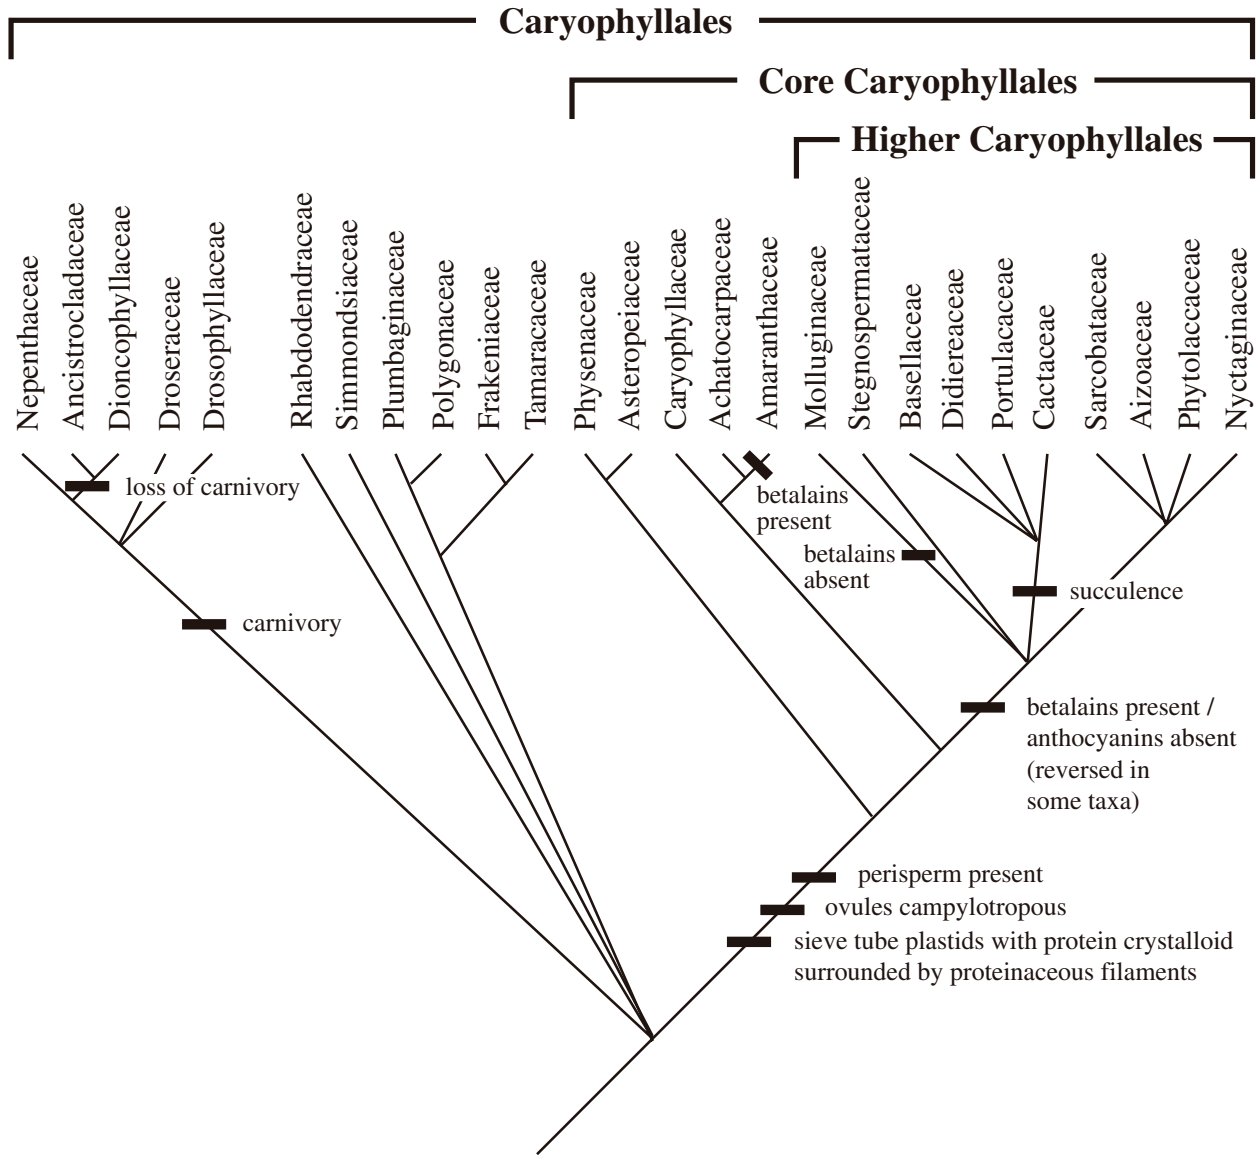 Caryophyllales
Core Caryophyllales
Higher Caryophyllales
Nepenthaceae
Ancistrocladaceae
Dioncophyllaceae
Droseraceae
Drosophyllaceae
Rhabdodendraceae
Simmondsiaceae
Plumbaginaceae
Polygonaceae
Frakeniaceae
Tamaracaceae
Physenaceae
Asteropeiaceae
Caryophyllaceae
Achatocarpaceae
Amaranthaceae
Molluginaceae
Stegnospermataceae
Basellaceae
Didiereaceae
Portulacaceae
Cactaceae
Sarcobataceae
Aizoaceae
Phytolaccaceae
Nyctaginaceae
loss of carnivory
betalains
present
betalains
absent
succulence
carnivory
betalains present /
anthocyanins absent
(reversed in
some taxa)
perisperm present
ovules campylotropous
sieve tube plastids with protein crystalloid
surrounded by proteinaceous filaments